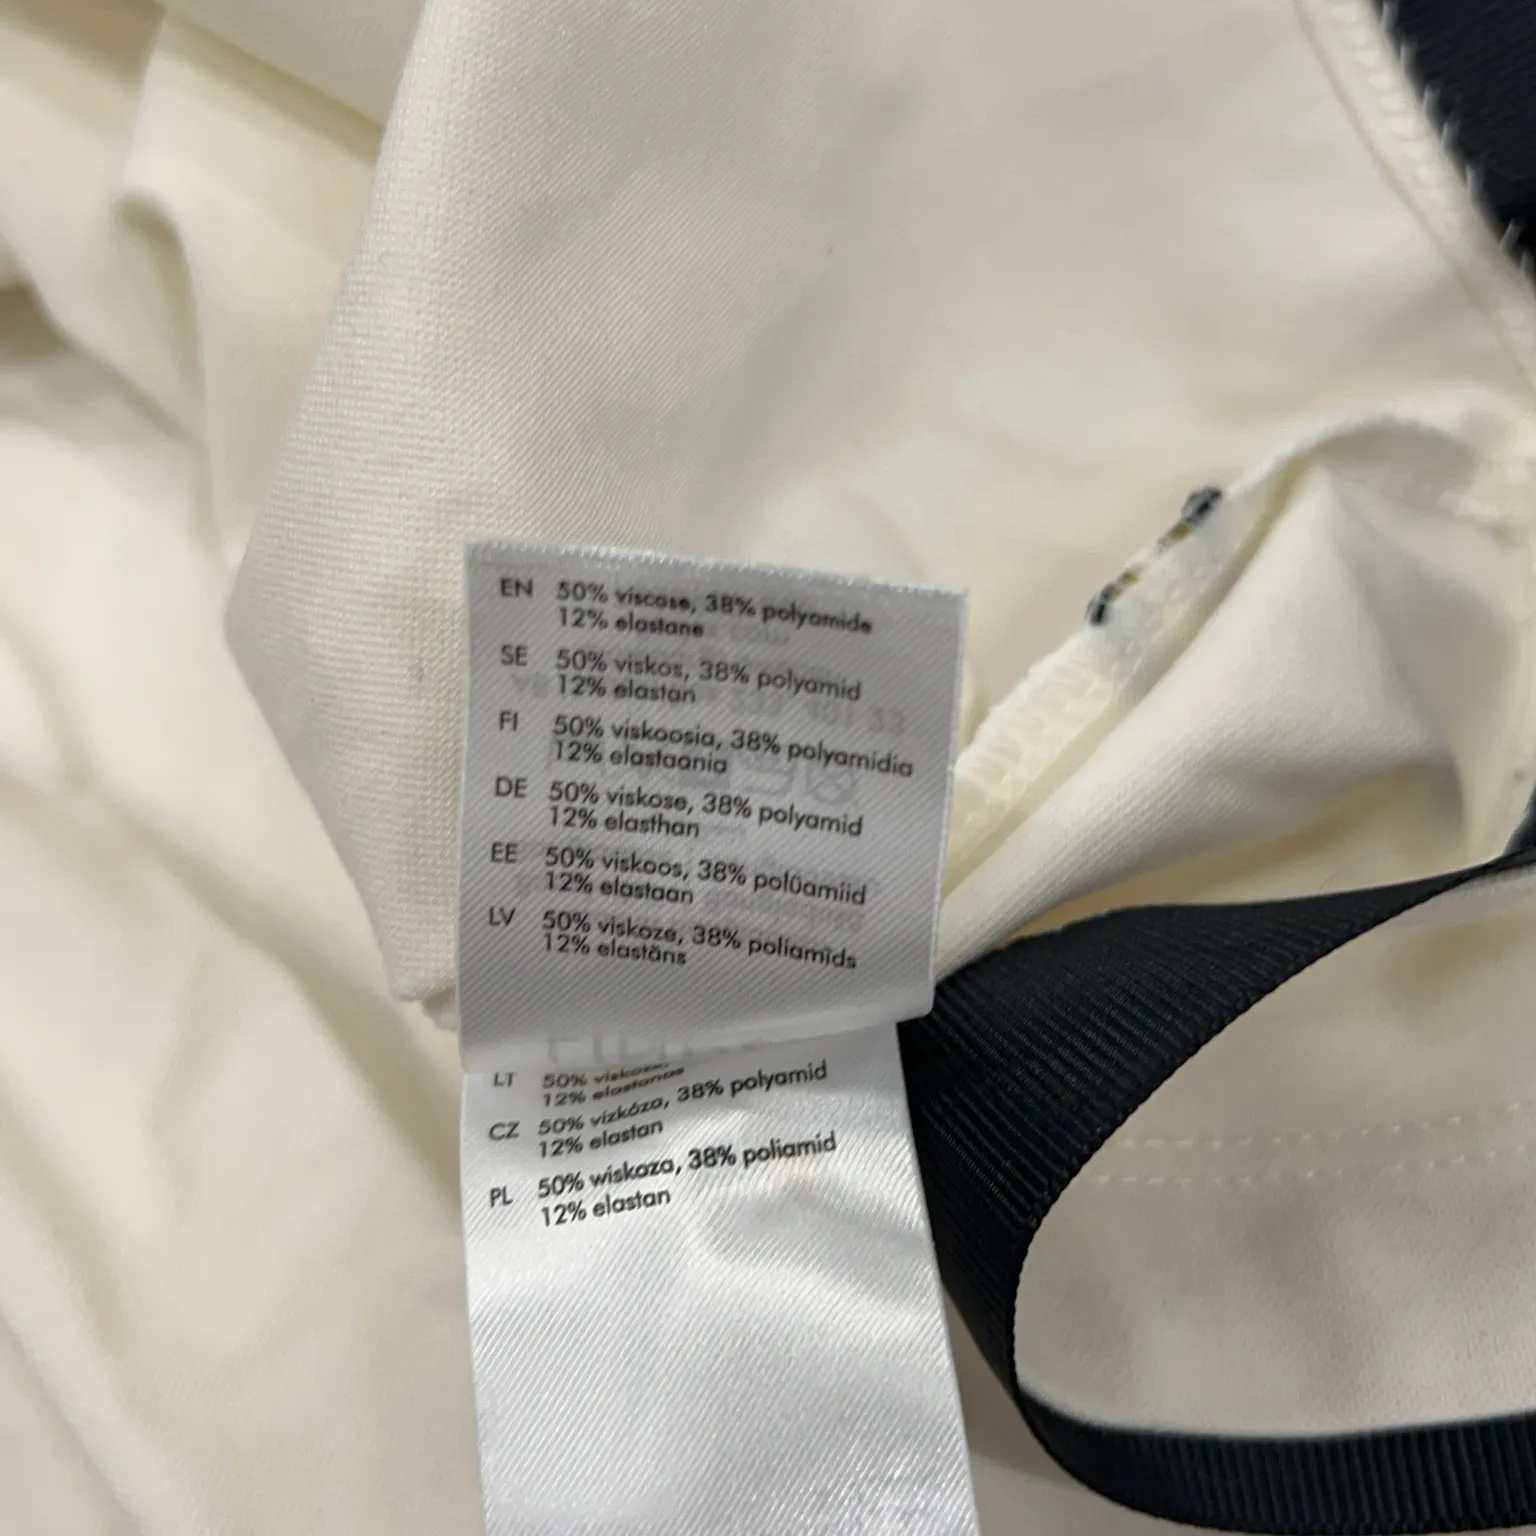 EN 50% viscose, 38% polyamide
12% elastane
SE 50% viskos, 38% polyamid
12% elastan
FI 50% viskoosia, 38% polyamidia
12% elastaania
DE 50% viskose, 38% polyamid
12% elasthan
EE 50% viskoos, 38% polüamiid
12% elastaan
LV 50% viskoze, 38% poliamīds
12% elastāns
LT 50%
12% elastanas
CZ 50% vizkóza, 38% polyamid
12% elastan
PL 50% wiskoza, 38% poliamid
12% elastan